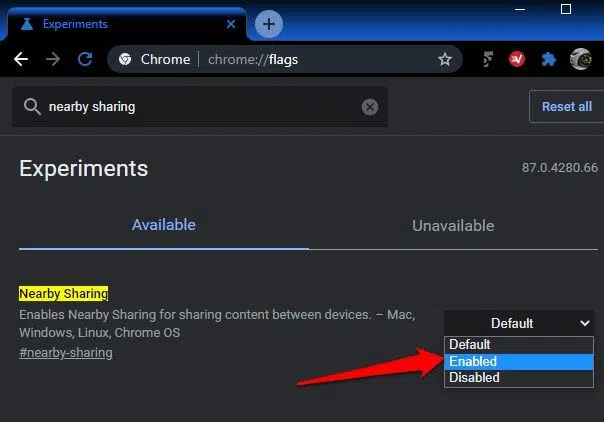 Experiments
Chrome chrome://flags
nearby sharing
Reset all
Experiments
87.0.4280.66
Available
Unavailable
Nearby Sharing
Enables Nearby Sharing for sharing content between devices. – Mac,
Windows, Linux, Chrome OS
#nearby-sharing
Default
Default
Enabled
Disabled